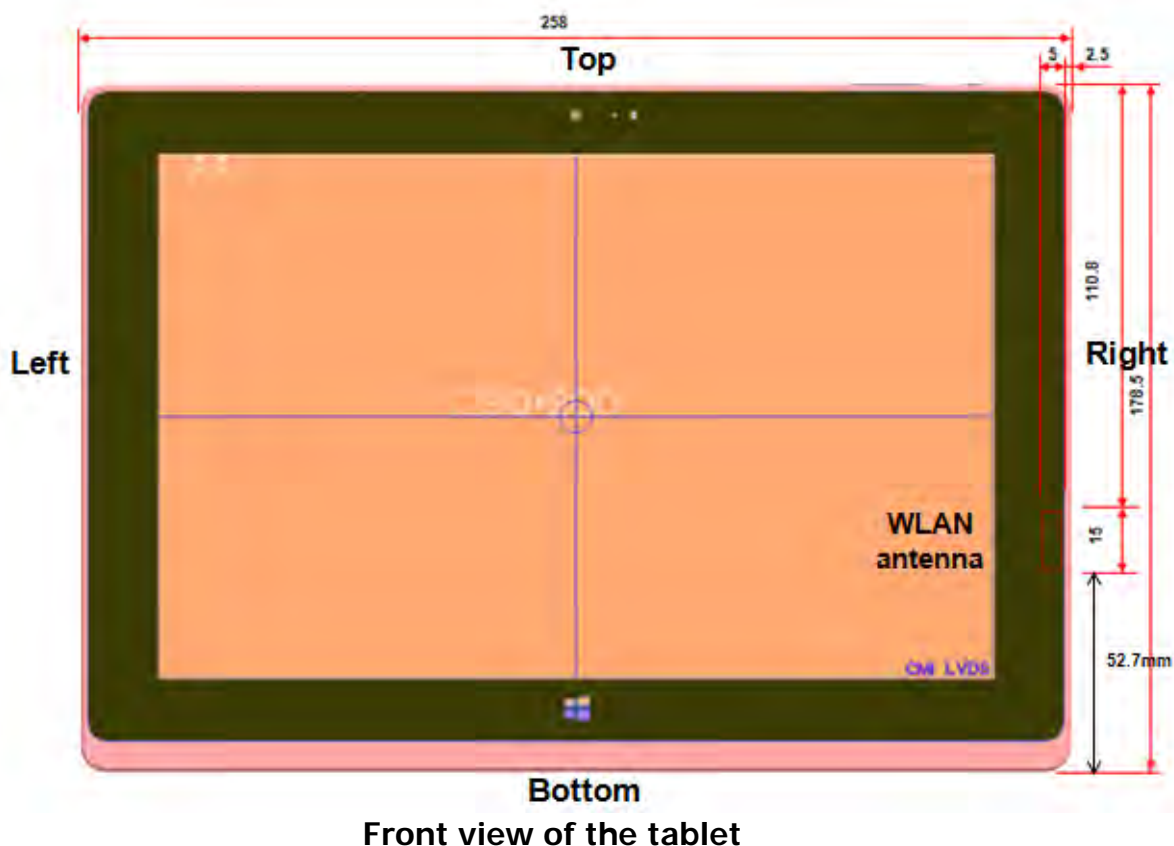 258
Top
5
2.5
110.8
Left
Right
178.5
WLAN
antenna
15
52.7mm
CMI LVDS
Bottom
Front view of the tablet